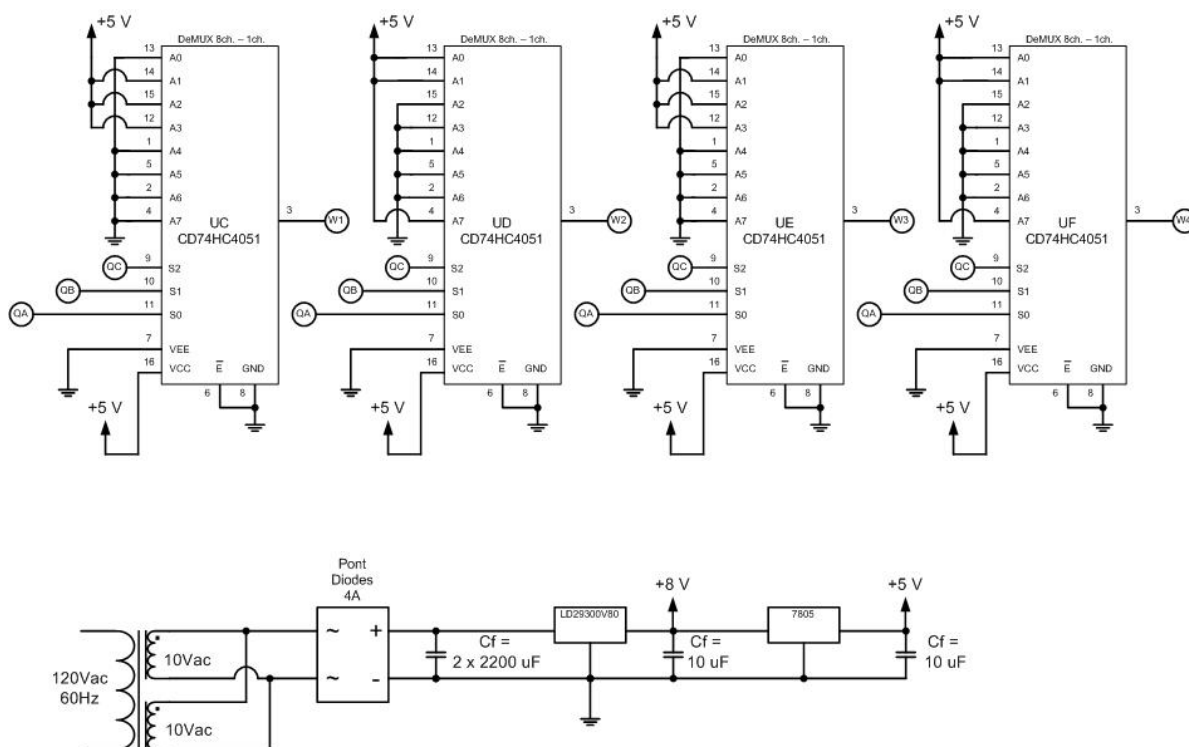 +5 V
DeMUX 8ch. – 1ch.
13 A0
14 A1
15 A2
12 A3
1 A4
5 A5
2 A6
4 A7
UC
CD74HC4051
3 W1
QC 9 S2
QB 10 S1
QA 11 S0
7 VEE
16 VCC E GND
6 8
+5 V
+5 V
DeMUX 8ch. – 1ch.
13 A0
14 A1
15 A2
12 A3
1 A4
5 A5
2 A6
4 A7
UD
CD74HC4051
3 W2
QC 9 S2
QB 10 S1
QA 11 S0
7 VEE
16 VCC E GND
6 8
+5 V
+5 V
DeMUX 8ch. – 1ch.
13 A0
14 A1
15 A2
12 A3
1 A4
5 A5
2 A6
4 A7
UE
CD74HC4051
3 W3
QC 9 S2
QB 10 S1
QA 11 S0
7 VEE
16 VCC E GND
6 8
+5 V
+5 V
DeMUX 8ch. – 1ch.
13 A0
14 A1
15 A2
12 A3
1 A4
5 A5
2 A6
4 A7
UF
CD74HC4051
3 W4
QC 9 S2
QB 10 S1
QA 11 S0
7 VEE
16 VCC E GND
6 8
+5 V
120Vac
60Hz
10Vac
10Vac
Pont
Diodes
4A
~ +
~ -
Cf =
2 x 2200 uF
LD29300V80
+8 V
Cf =
10 uF
7805
+5 V
Cf =
10 uF